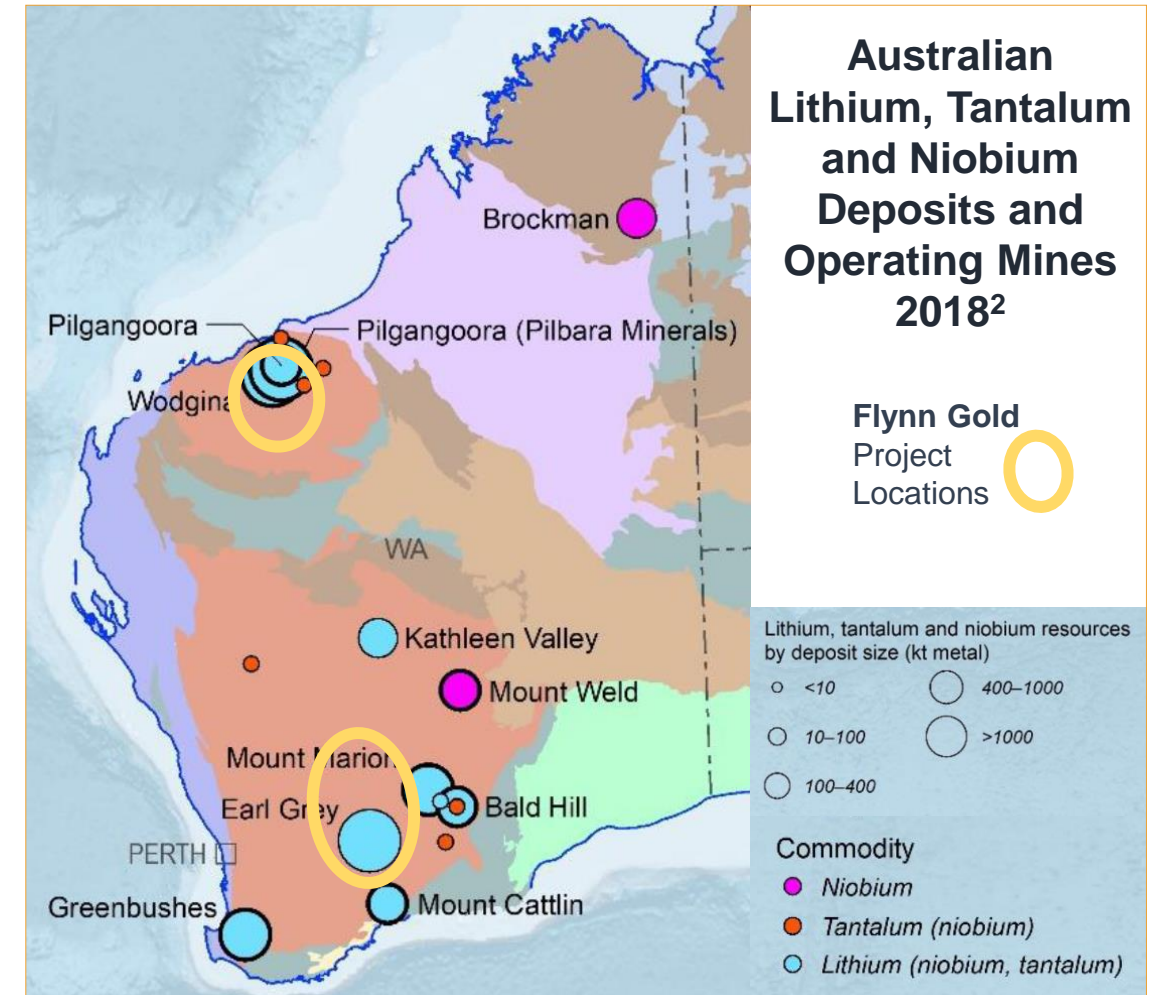 Australian
Lithium, Tantalum
and Niobium
Deposits and
Operating Mines
2018²
Flynn Gold
Project
Locations
Brockman
Pilgangoora
Pilgangoora (Pilbara Minerals)
Wodgina
WA
Kathleen Valley
Mount Weld
Mount Marion
Earl Grey
Bald Hill
PERTH
Greenbushes
Mount Cattlin
Lithium, tantalum and niobium resources
by deposit size (kt metal)
<10
400–1000
10–100
>1000
100–400
Commodity
Niobium
Tantalum (niobium)
Lithium (niobium, tantalum)